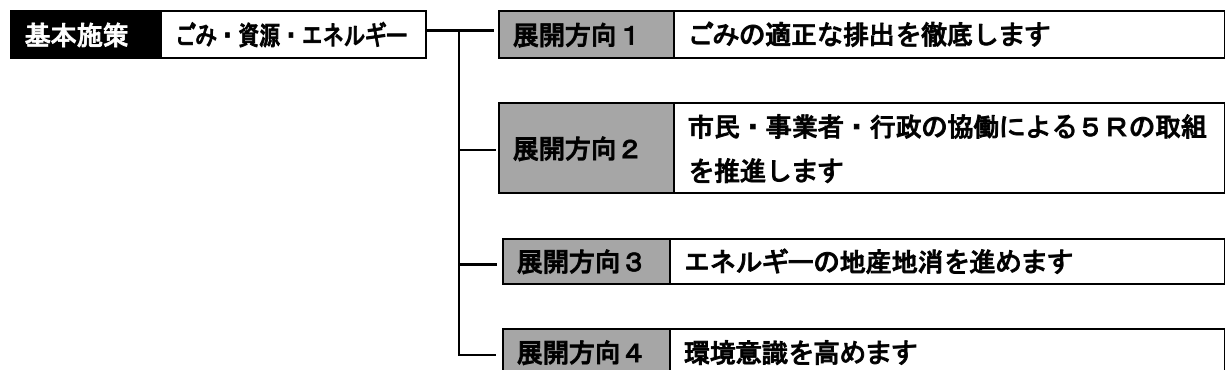 基本施策 ごみ・資源・エネルギー
展開方向1 ごみの適正な排出を徹底します
展開方向2 市民・事業者・行政の協働による5Rの取組
を推進します
展開方向3 エネルギーの地産地消を進めます
展開方向4 環境意識を高めます